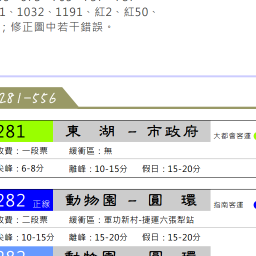 1、1032、1191、紅2、紅50、
；修正圖中若干錯誤。
281-556
281 東 湖 － 市政府 大都會客運
收費：一段票 緩衝區：無
尖峰：6-8分 離峰：10-15分 假日：15-20分
282 正線 動物園 － 圓 環 指南客運
收費：二段票 緩衝區：軍功新村-捷運六張犁站
尖峰：10-15分 離峰：15-20分 假日：15-20分
動物園 － 圓 環